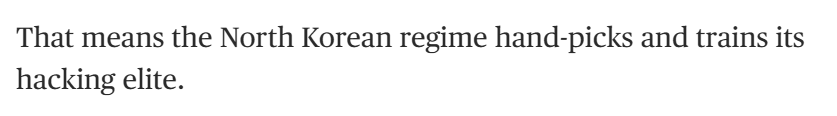 That means the North Korean regime hand-picks and trains its
hacking elite.